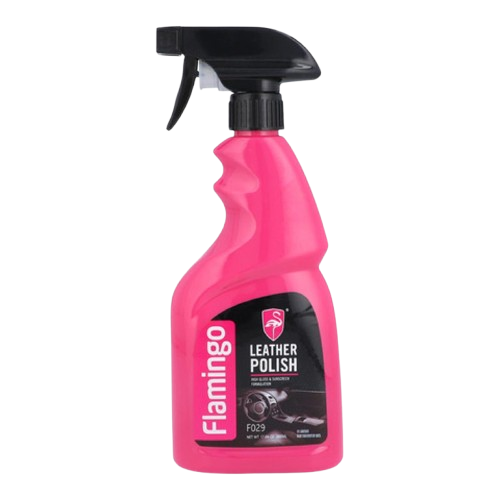 Flamingo
LEATHER
POLISH
HIGH GLOSS & SUNSCREEN
FORMULATION
F029